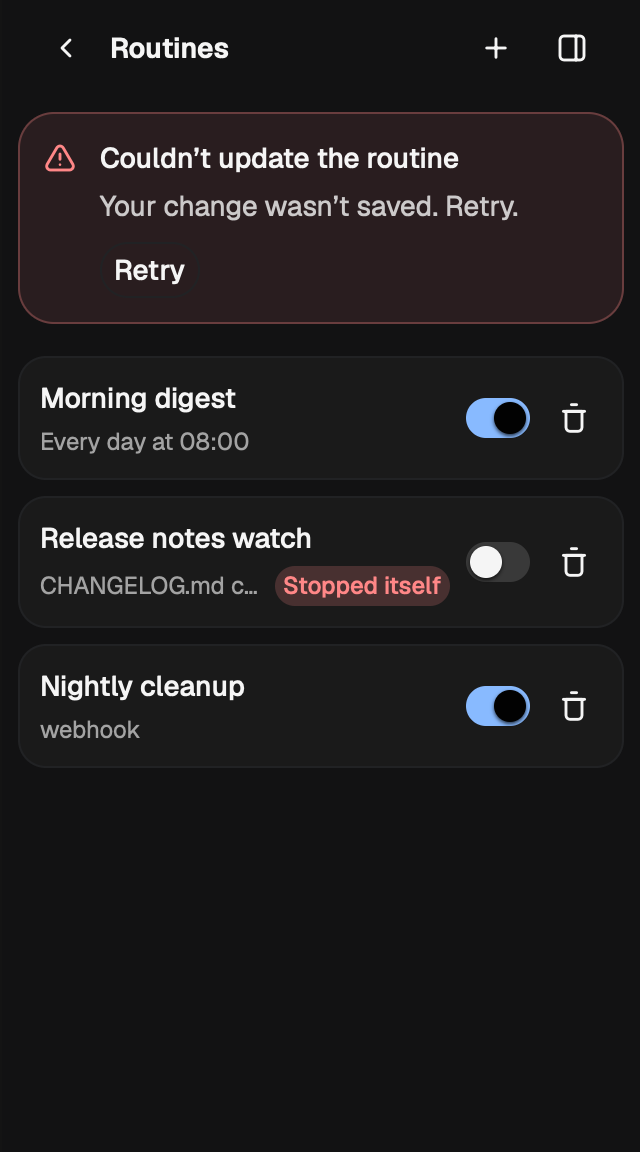 Routines
Couldn’t update the routine
Your change wasn’t saved. Retry.
Retry
Morning digest
Every day at 08:00
Release notes watch
CHANGELOG.md c… Stopped itself
Nightly cleanup
webhook